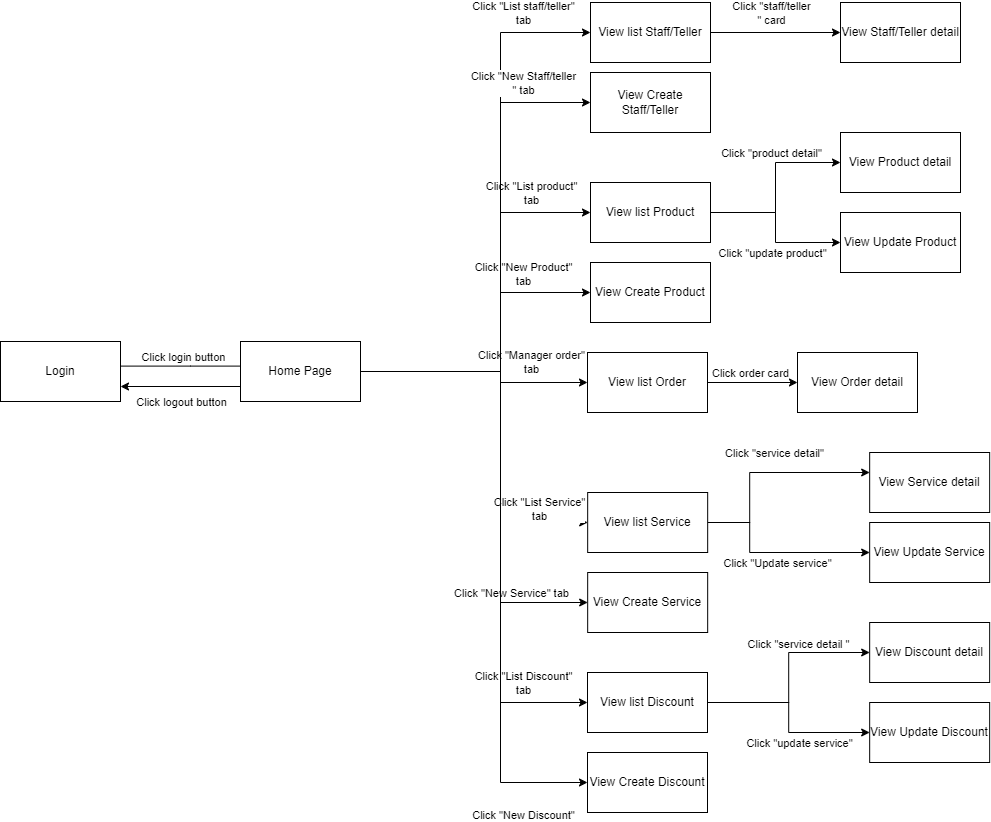 Click "List staff/teller"
tab
View list Staff/Teller
Click "staff/teller
" card
View Staff/Teller detail
Click "New Staff/teller
" tab
View Create
Staff/Teller
Click "List product"
tab
View list Product
Click "product detail"
View Product detail
Click "update product"
View Update Product
Click "New Product"
tab
View Create Product
Login
Click login button
Click logout button
Home Page
Click "Manager order"
tab
View list Order
Click order card
View Order detail
Click "List Service"
tab
View list Service
Click "service detail"
View Service detail
Click "Update service"
View Update Service
Click "New Service" tab
View Create Service
Click "List Discount"
tab
View list Discount
Click "service detail "
View Discount detail
Click "update service"
View Update Discount
View Create Discount
Click "New Discount"